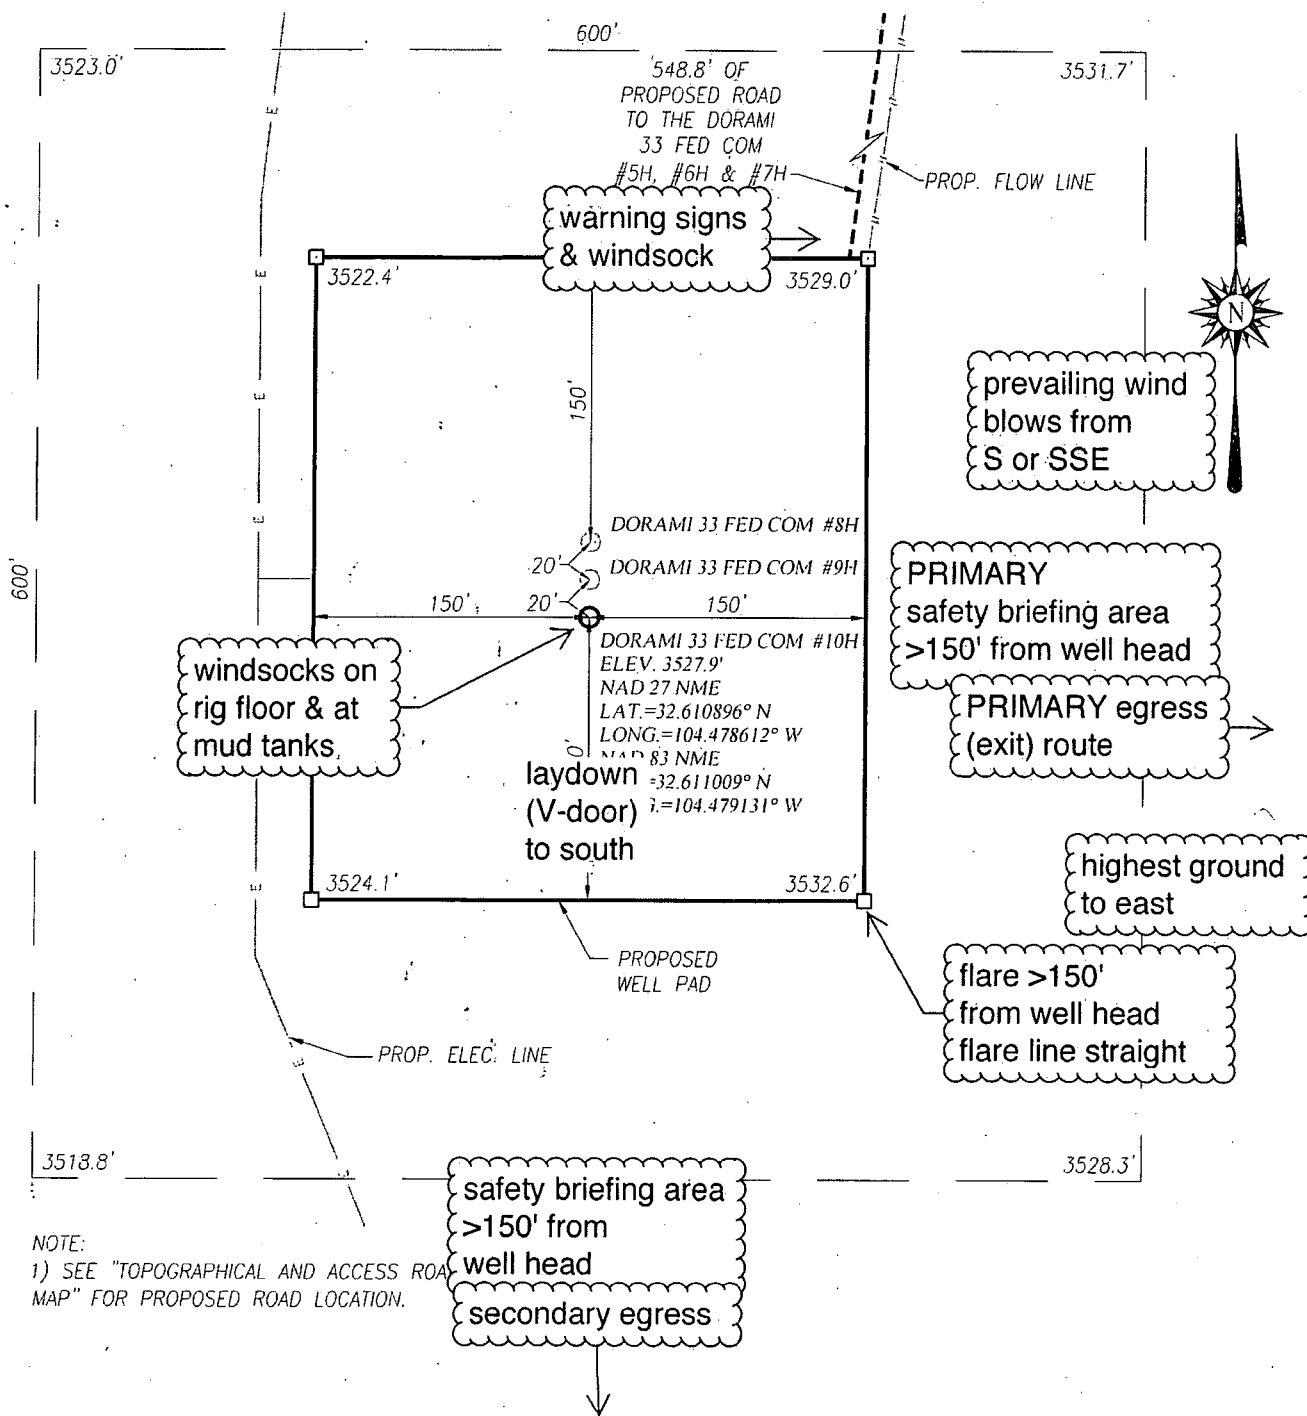 600'
3523.0'
3531.7'
548.8' OF
PROPOSED ROAD
TO THE DORAMI
33 FED COM
#5H, #6H & #7H
PROP. FLOW LINE
E
warning signs
& windsock
3522.4'
3529.0'
E
N
prevailing wind
blows from
S or SSE
150'
E
E
DORAMI 33 FED COM #8H
20'
DORAMI 33 FED COM #9H
600'
150'
20'
150'
PRIMARY
safety briefing area
>150' from well head
DORAMI 33 FED COM #10H
ELEV. 3527.9'
NAD 27 NME
LAT.=32.610896° N
LONG.=104.478612° W
NAD 83 NME
=32.611009° N
=104.479131° W
windsocks on
rig floor & at
mud tanks
PRIMARY egress
(exit) route
0'
laydown
(V-door)
to south
highest ground
to east
E
3524.1'
3532.6'
PROPOSED
WELL PAD
flare >150'
from well head
flare line straight
PROP. ELEC. LINE
E
3518.8'
3528.3'
E
safety briefing area
>150' from
well head
secondary egress
NOTE:
1) SEE "TOPOGRAPHICAL AND ACCESS ROA
MAP" FOR PROPOSED ROAD LOCATION.